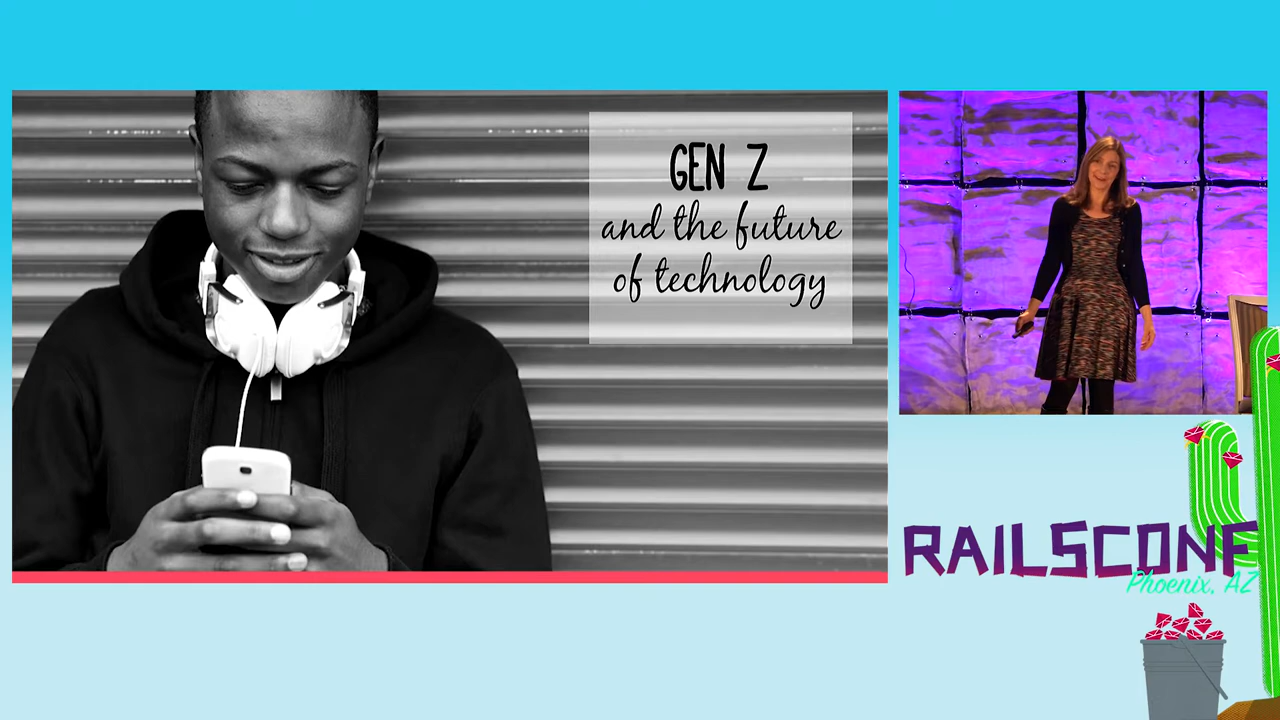 GEN Z
and the future
of technology
RAILSCONF
Phoenix, AZ